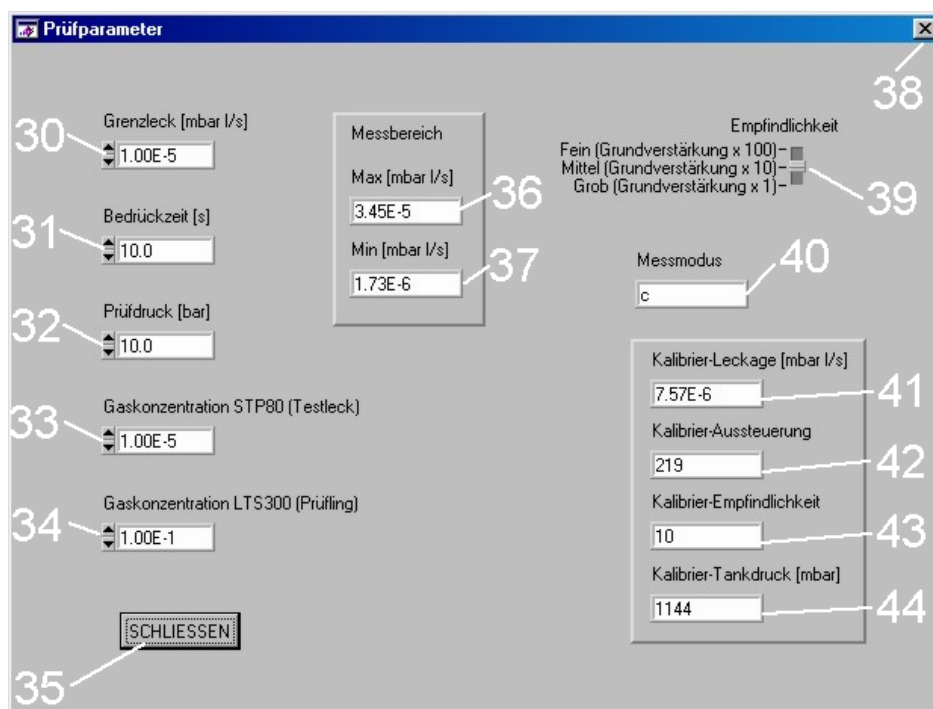 Prüfparameter
38
30
Grenzleck [mbar l/s]
1.00E-5
31
Bedrückzeit [s]
10.0
32
Prüfdruck [bar]
10.0
33
Gaskonzentration STP80 (Testleck)
1.00E-5
34
Gaskonzentration LTS300 (Prüfling)
1.00E-1
SCHLIESSEN
35
Messbereich
Max [mbar l/s]
3.45E-5
36
Min [mbar l/s]
1.73E-6
37
Empfindlichkeit
Fein (Grundverstärkung x 100)
Mittel (Grundverstärkung x 10)
Grob (Grundverstärkung x 1)
39
Messmodus
c
40
Kalibrier-Leckage [mbar l/s]
7.57E-6
41
Kalibrier-Aussteuerung
219
42
Kalibrier-Empfindlichkeit
10
43
Kalibrier-Tankdruck [mbar]
1144
44